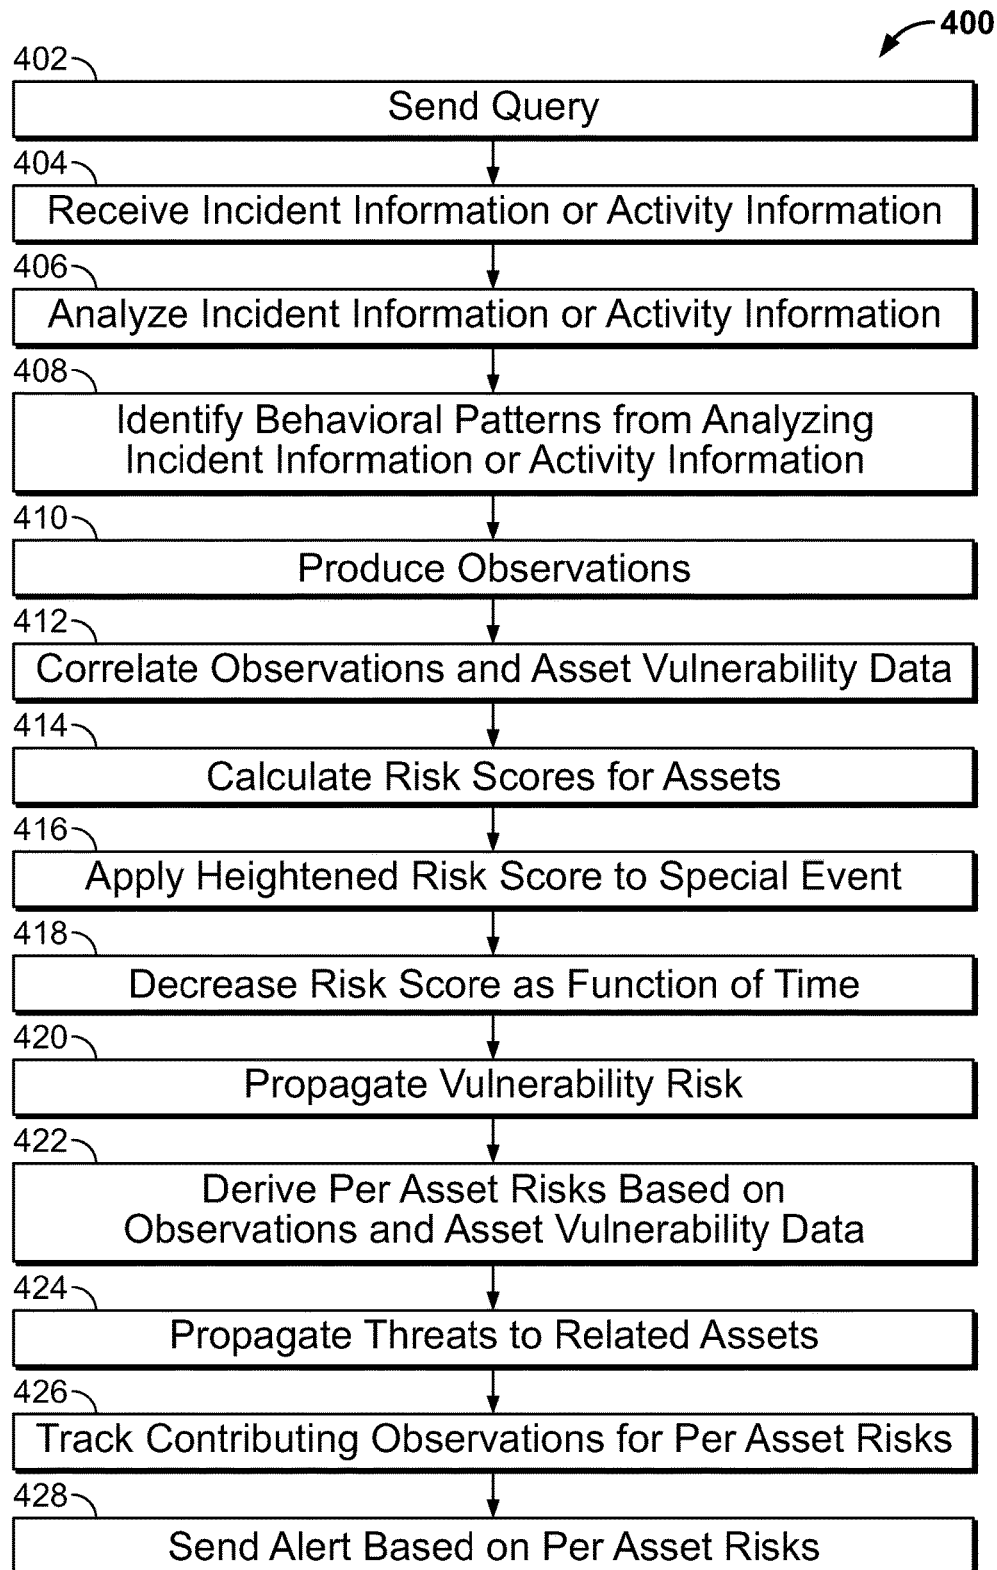 400
402
Send Query
404
Receive Incident Information or Activity Information
406
Analyze Incident Information or Activity Information
408
Identify Behavioral Patterns from Analyzing
Incident Information or Activity Information
410
Produce Observations
412
Correlate Observations and Asset Vulnerability Data
414
Calculate Risk Scores for Assets
416
Apply Heightened Risk Score to Special Event
418
Decrease Risk Score as Function of Time
420
Propagate Vulnerability Risk
422
Derive Per Asset Risks Based on
Observations and Asset Vulnerability Data
424
Propagate Threats to Related Assets
426
Track Contributing Observations for Per Asset Risks
428
Send Alert Based on Per Asset Risks